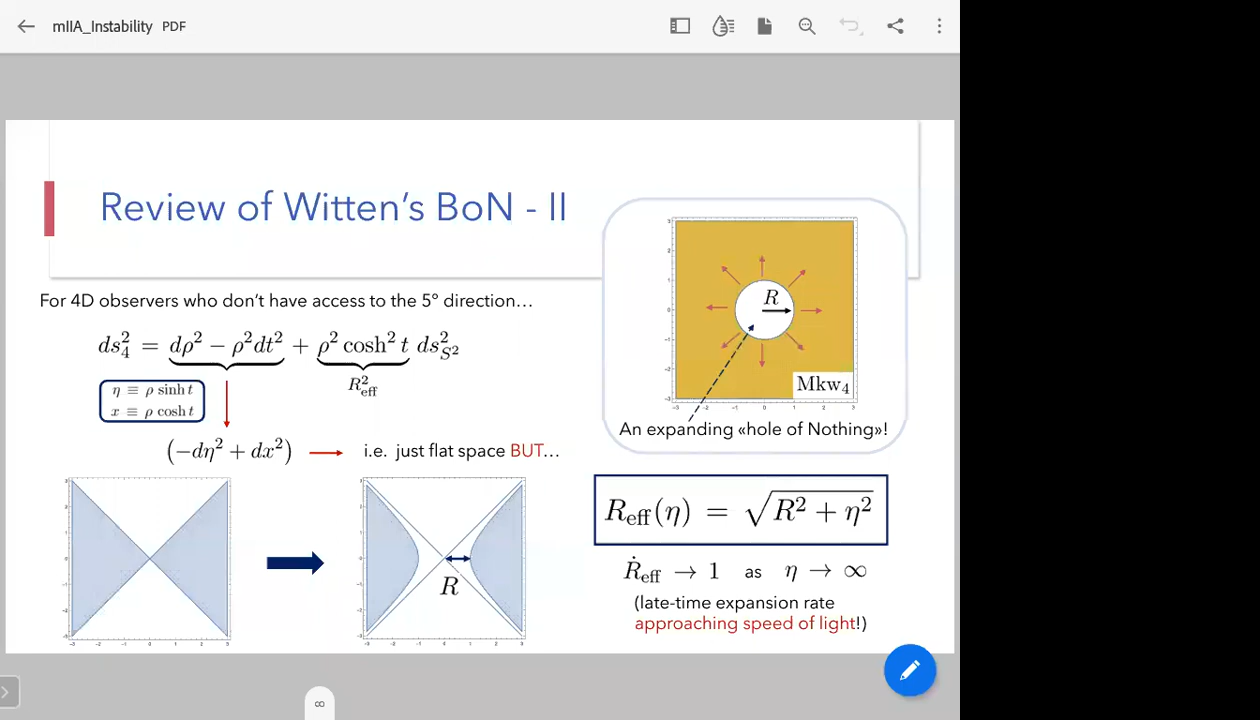 mIIA_Instability PDF
Review of Witten's BoN - II
For 4D observers who don't have access to the 5° direction…
ds₄² = dρ² − ρ²dt² + ρ² cosh² t ds²_{S²}
R²_eff
η ≡ ρ sinh t
x ≡ ρ cosh t
(−dη² + dx²)
i.e. just flat space BUT…
R
R
Mkw₄
An expanding «hole of Nothing»!
R_eff(η) = √(R² + η²)
Ṙ_eff → 1 as η → ∞
(late-time expansion rate
approaching speed of light!)